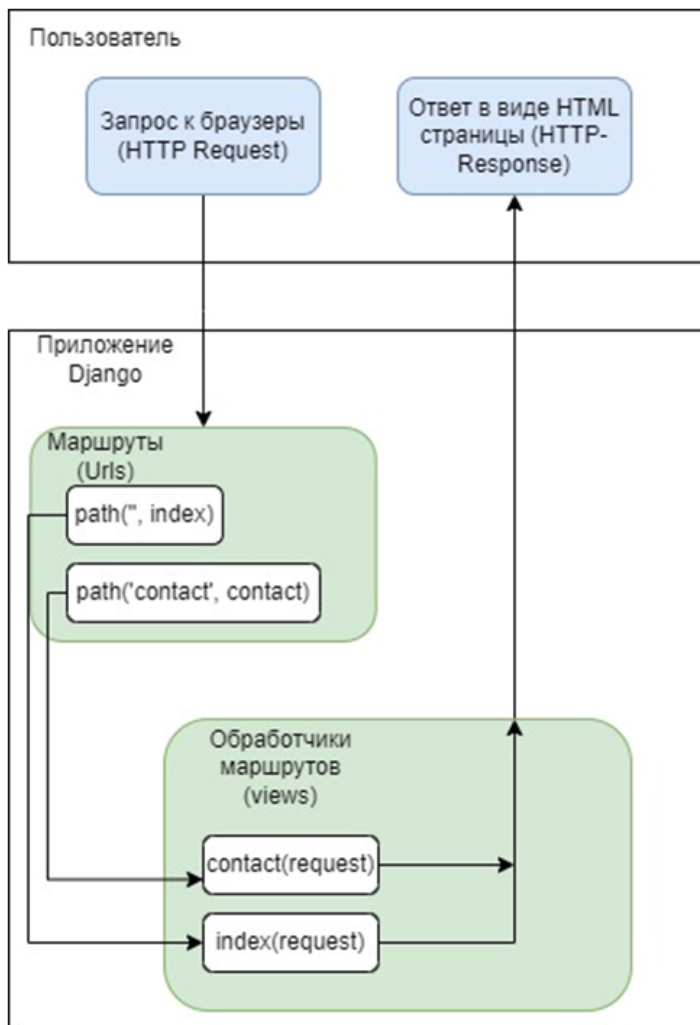 Пользователь
Запрос к браузеры
(HTTP Request)
Ответ в виде HTML
страницы (HTTP-
Response)
Приложение
Django
Маршруты
(Urls)
path('', index)
path('contact', contact)
Обработчики
маршрутов
(views)
contact(request)
index(request)